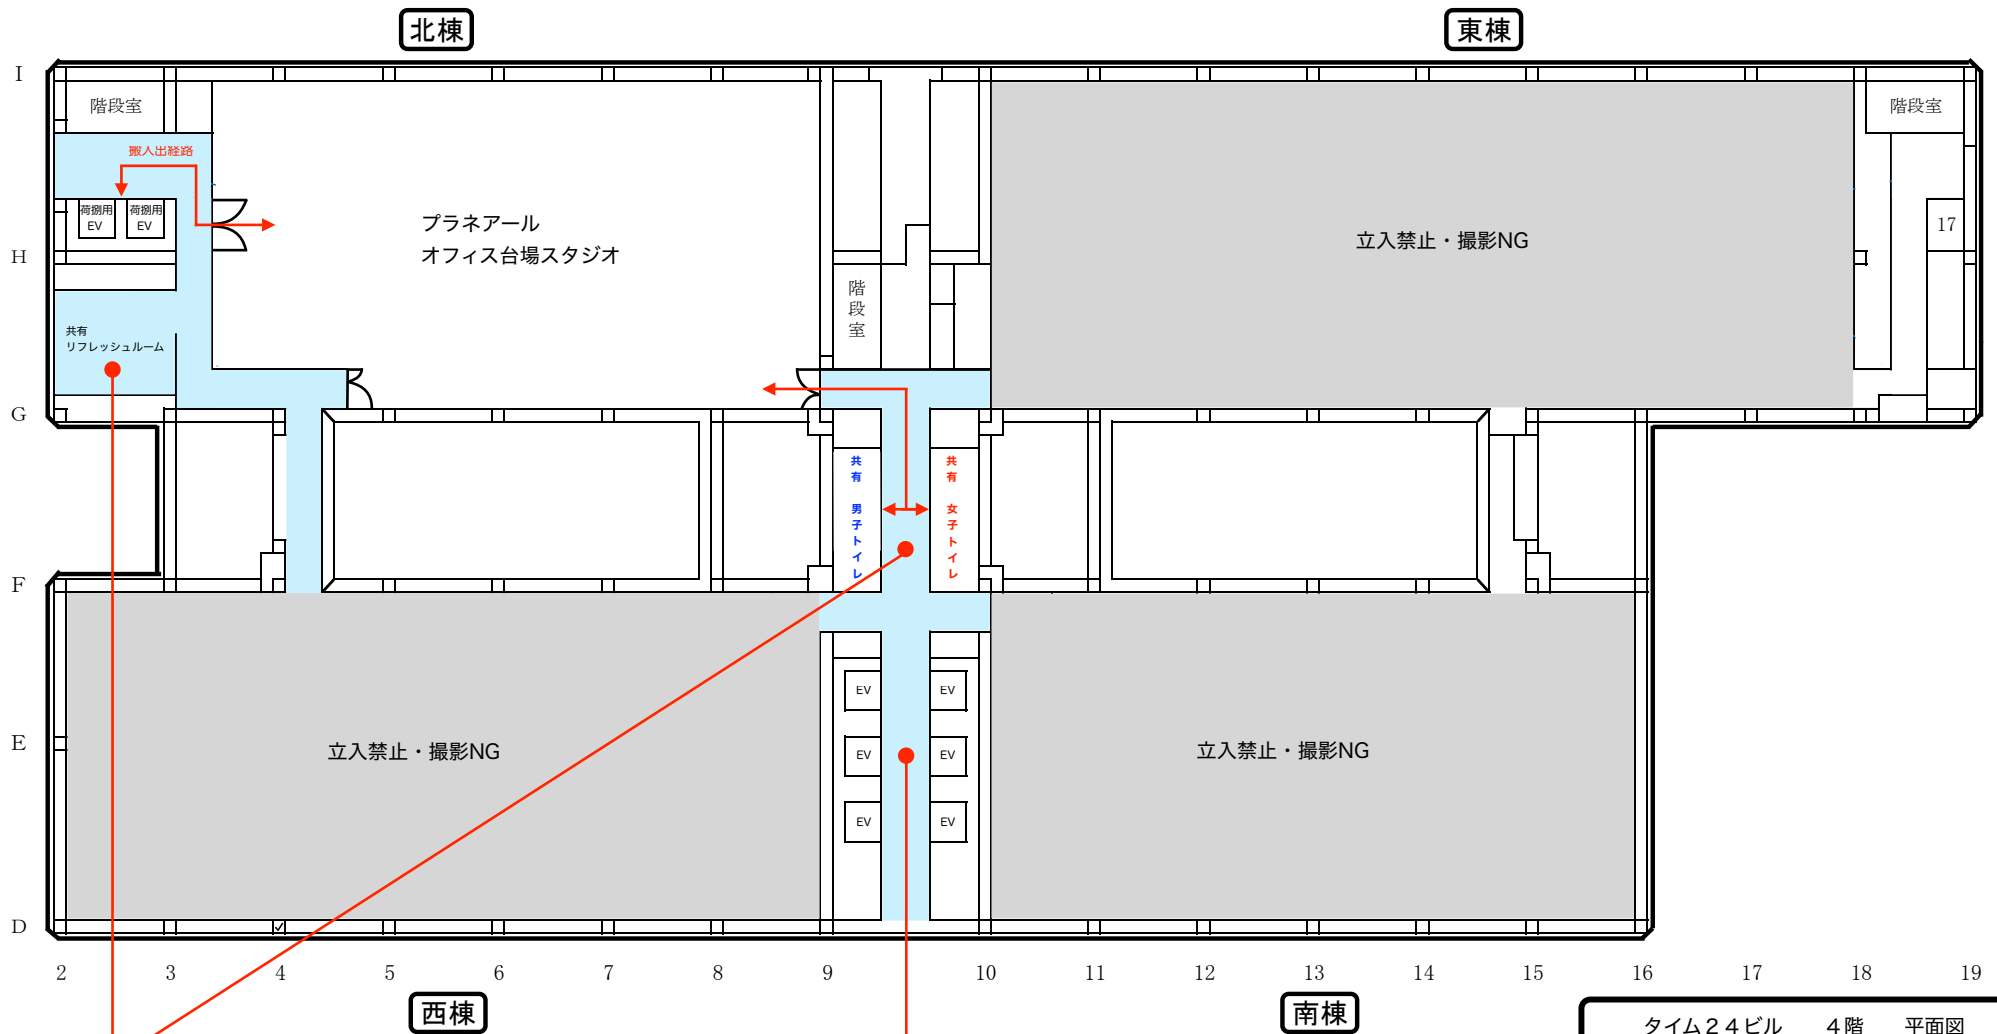 北棟
東棟
I
階段室
階段室
搬入出経路
荷捌用
EV
荷捌用
EV
プラネアール
オフィス台場スタジオ
立入禁止・撮影NG
17
H
階段室
共有
リフレッシュルーム
G
共有 男子トイレ
共有 女子トイレ
F
EV
EV
E
立入禁止・撮影NG
EV
EV
立入禁止・撮影NG
EV
EV
D
2 3 4 5 6 7 8 9 10 11 12 13 14 15 16 17 18 19
西棟
南棟
タイム24ビル 4階 平面図